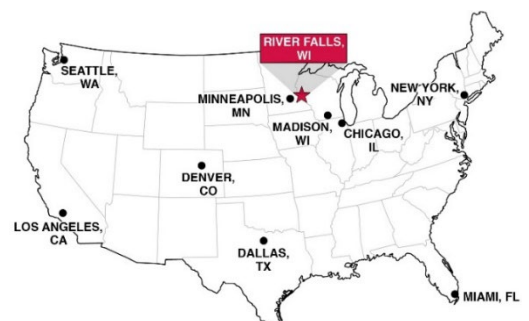 RIVER FALLS,
WI
SEATTLE,
WA
MINNEAPOLIS,
MN
NEW YORK,
NY
MADISON,
WI
CHICAGO,
IL
DENVER,
CO
LOS ANGELES,
CA
DALLAS,
TX
MIAMI, FL